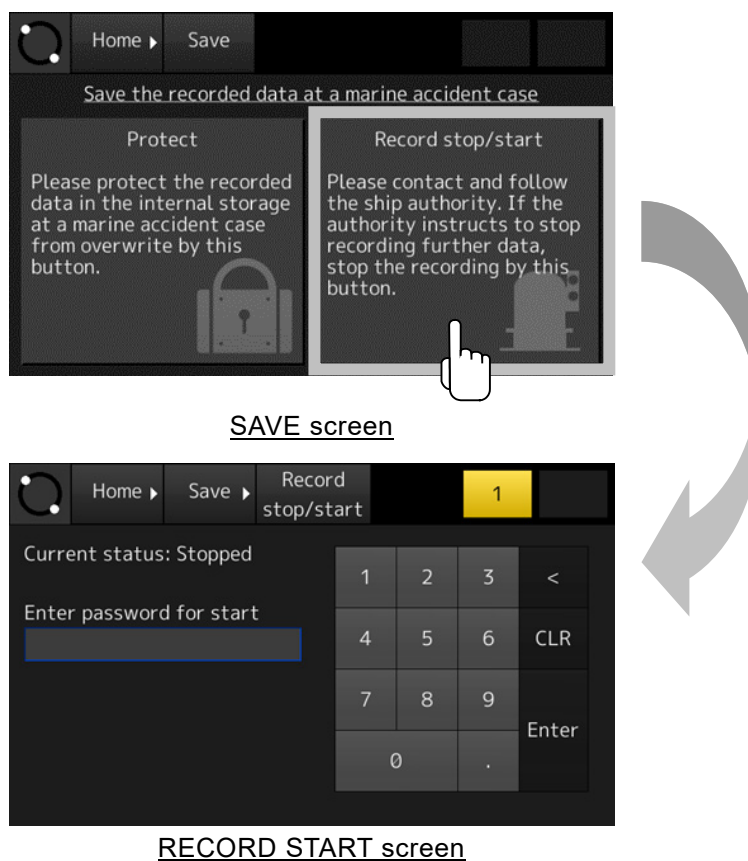 Home Save
Save the recorded data at a marine accident case
Protect
Please protect the recorded
data in the internal storage
at a marine accident case
from overwrite by this
button.
Record stop/start
Please contact and follow
the ship authority. If the
authority instructs to stop
recording further data,
stop the recording by this
button.
SAVE screen
Home Save Record
stop/start
1
Current status: Stopped
Enter password for start
1 2 3 <
4 5 6 CLR
7 8 9
Enter
0 .
RECORD START screen